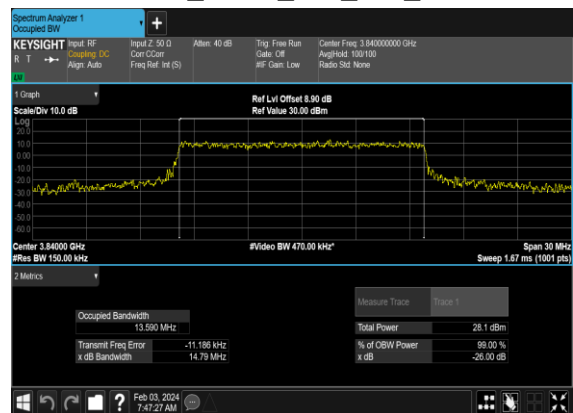 Spectrum Analyzer 1
Occupied BW
KEYSIGHT Input: RF Input Z: 50 Ω Atten: 40 dB Trig: Free Run Center Freq: 3.840000000 GHz
R T Coupling: DC Corr CCorr Gate: Off Avg|Hold: 100/100
Align: Auto Freq Ref: Int (S) #IF Gain: Low Radio Std: None
1 Graph
Ref Lvl Offset 8.90 dB
Scale/Div 10.0 dB Ref Value 30.00 dBm
Log
20.0
10.0
0.00
-10.0
-20.0
-30.0
-40.0
-50.0
-60.0
Center 3.84000 GHz #Video BW 470.00 kHz* Span 30 MHz
#Res BW 150.00 kHz Sweep 1.67 ms (1001 pts)
2 Metrics
Measure Trace Trace 1
Occupied Bandwidth
13.590 MHz Total Power 28.1 dBm
Transmit Freq Error -11.186 kHz % of OBW Power 99.00 %
x dB Bandwidth 14.79 MHz x dB -26.00 dB
Feb 03, 2024
7:47:27 AM